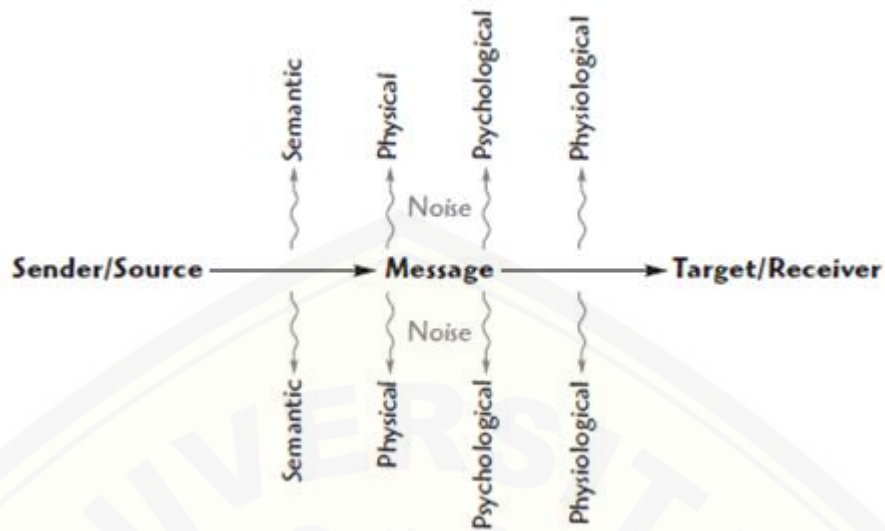 Semantic
Physical
Psychological
Physiological
Noise
Sender/Source
Message
Target/Receiver
Noise
Semantic
Physical
Psychological
Physiological